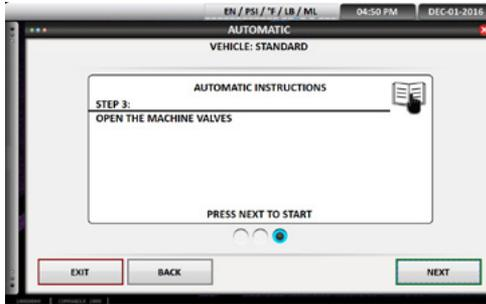 EN / PSI / °F / LB / ML 04:50 PM DEC-01-2016
AUTOMATIC
VEHICLE: STANDARD
AUTOMATIC INSTRUCTIONS
STEP 3:
OPEN THE MACHINE VALVES
PRESS NEXT TO START
EXIT BACK NEXT